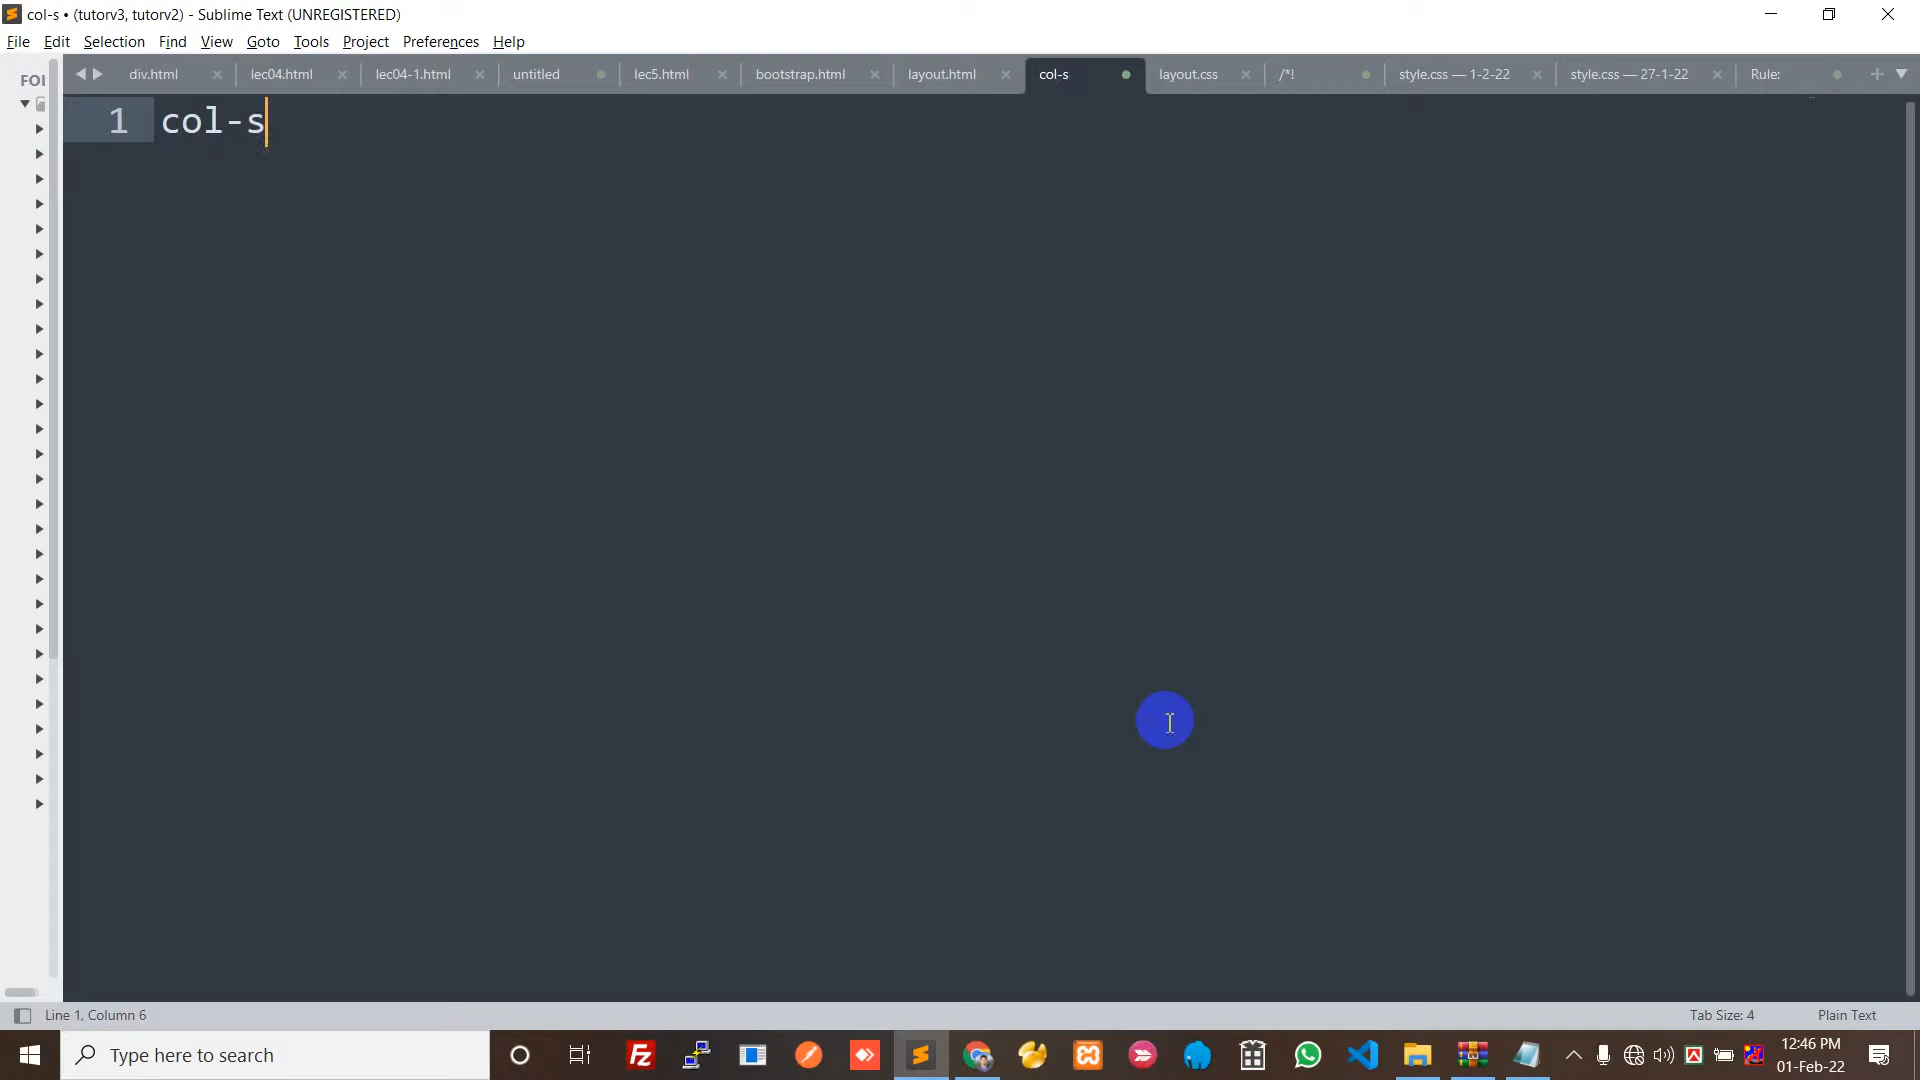 col-s • (tutorv3, tutorv2) - Sublime Text (UNREGISTERED)
File Edit Selection Find View Goto Tools Project Preferences Help
FOI
div.html lec04.html lec04-1.html untitled lec5.html bootstrap.html layout.html col-s layout.css /*! style.css — 1-2-22 style.css — 27-1-22 Rule:
1 col-s
Line 1, Column 6 Tab Size: 4 Plain Text
Type here to search
12:46 PM
01-Feb-22